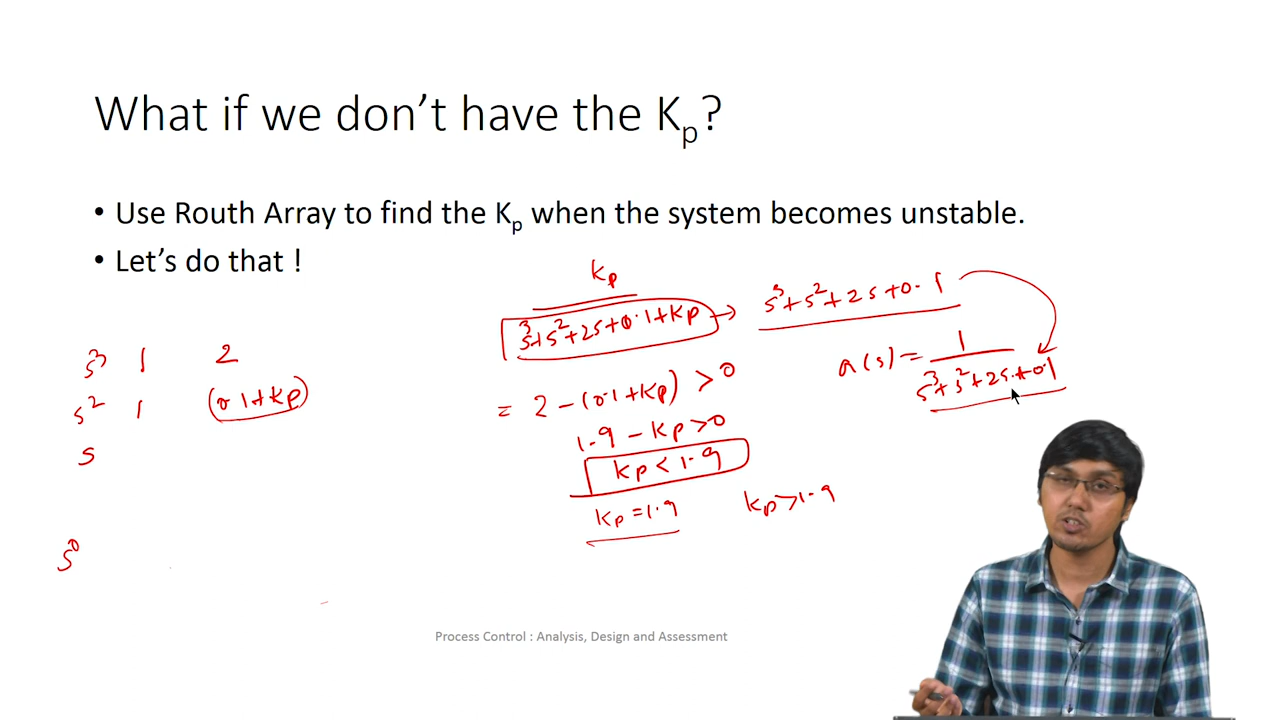 What if we don't have the Kp?
• Use Routh Array to find the Kp when the system becomes unstable.
• Let's do that !
Kp
s³+s²+2s+0.1+Kp → s³+s²+2s+0.1
G(s) = 1
s³+s²+2s+0.1
s³ 1 2
s² 1 (0.1+Kp)
s
s⁰
= 2-(0.1+Kp) > 0
1.9 - Kp > 0
Kp < 1.9
Kp = 1.9 Kp > 1.9
Process Control : Analysis, Design and Assessment